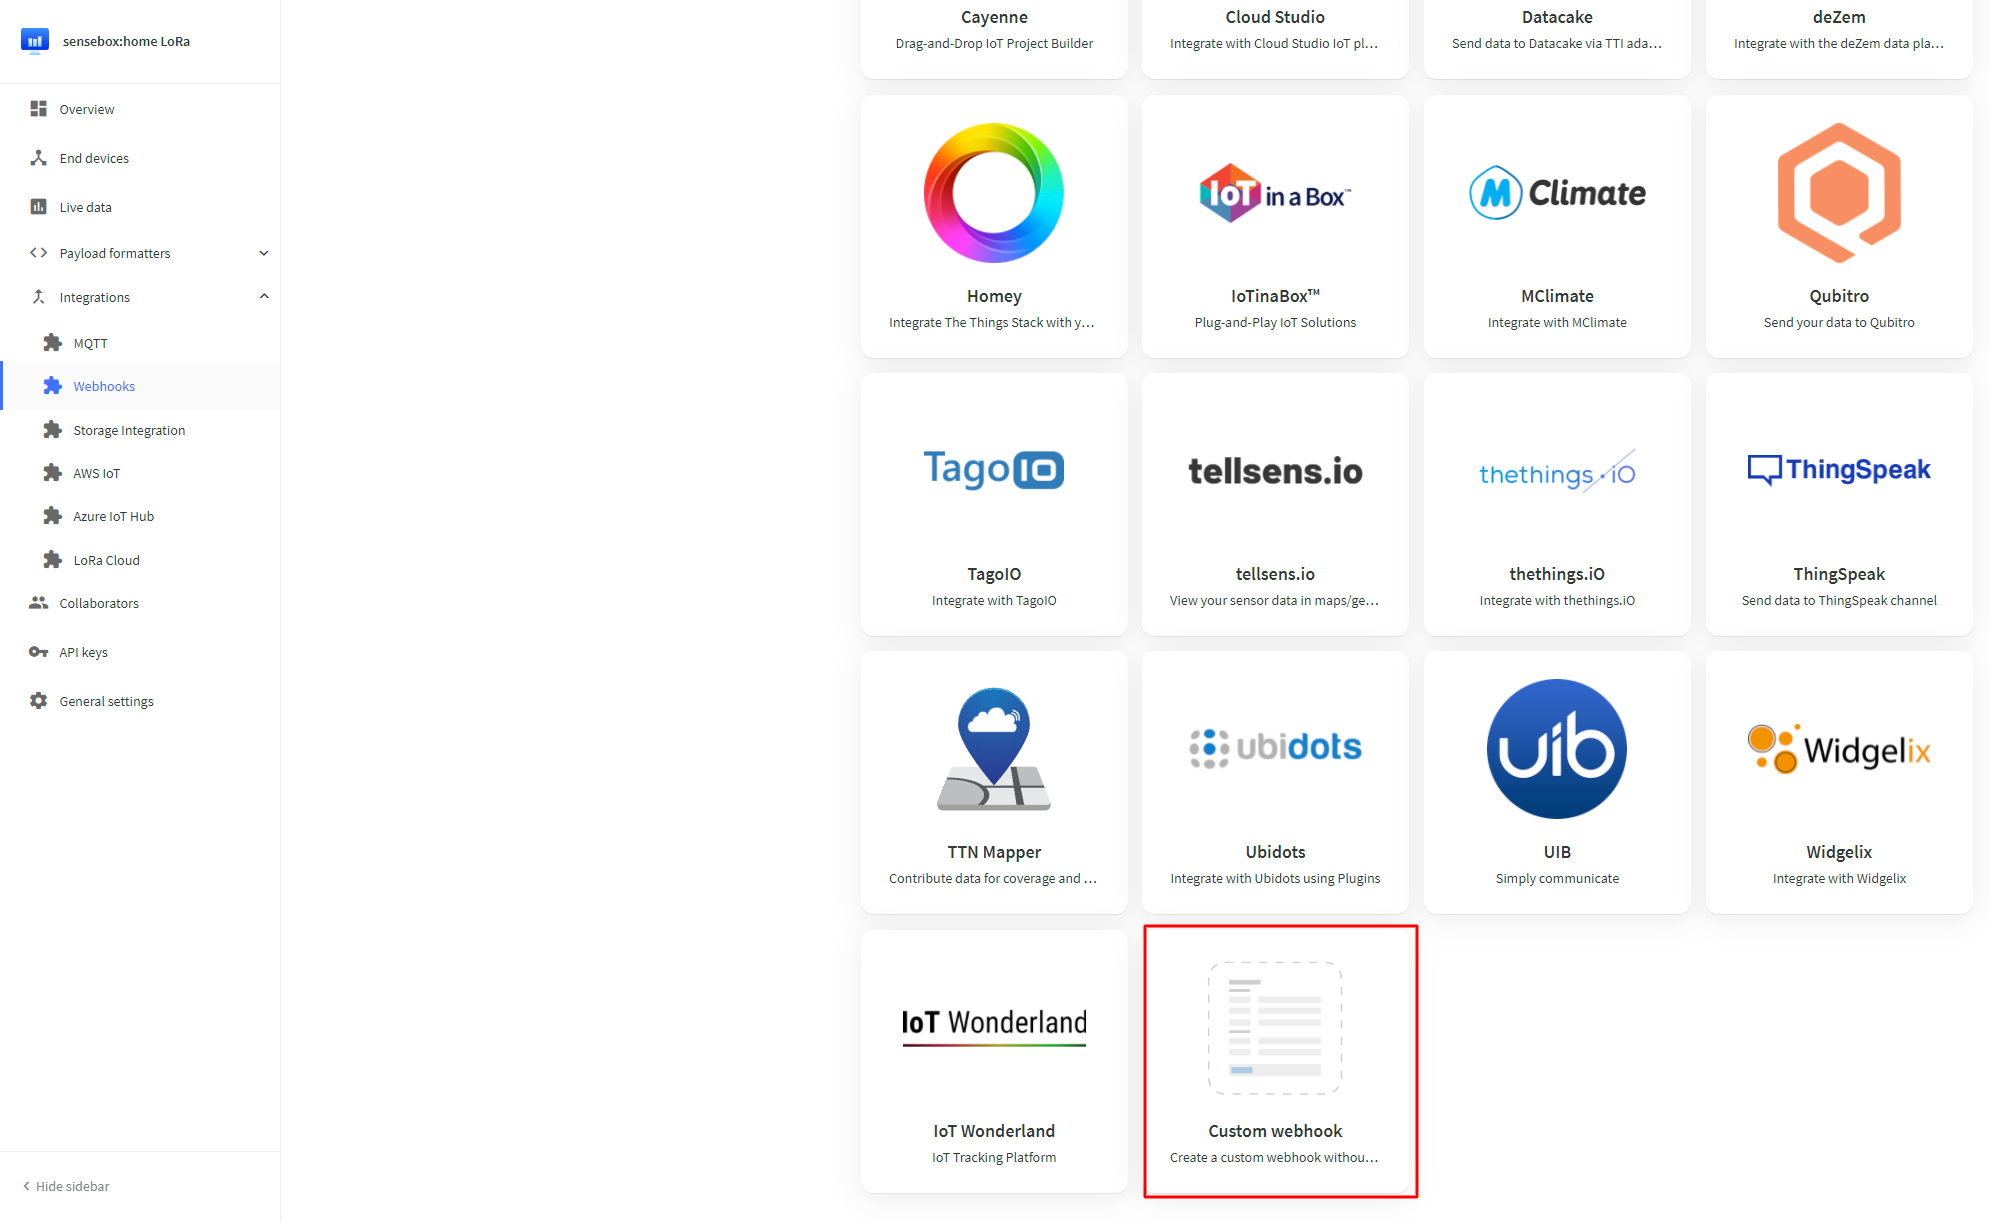 sensebox:home LoRa
Overview
End devices
Live data
Payload formatters
Integrations
MQTT
Webhooks
Storage Integration
AWS IoT
Azure IoT Hub
LoRa Cloud
Collaborators
API keys
General settings
Hide sidebar
Cayenne
Drag-and-Drop IoT Project Builder
Cloud Studio
Integrate with Cloud Studio IoT pl...
Datacake
Send data to Datacake via TTI ada...
deZem
Integrate with the deZem data pla...
Homey
Integrate The Things Stack with y...
IoT in a Box™
IoTinaBox™
Plug-and-Play IoT Solutions
M Climate
MClimate
Integrate with MClimate
Qubitro
Send your data to Qubitro
TagoIO
TagoIO
Integrate with TagoIO
tellsens.io
tellsens.io
View your sensor data in maps/ge...
thethings.iO
thethings.iO
Integrate with thethings.iO
ThingSpeak
ThingSpeak
Send data to ThingSpeak channel
TTN Mapper
Contribute data for coverage and ...
ubidots
Ubidots
Integrate with Ubidots using Plugins
uib
UIB
Simply communicate
Widgelix
Widgelix
Integrate with Widgelix
IoT Wonderland
IoT Wonderland
IoT Tracking Platform
Custom webhook
Create a custom webhook withou...